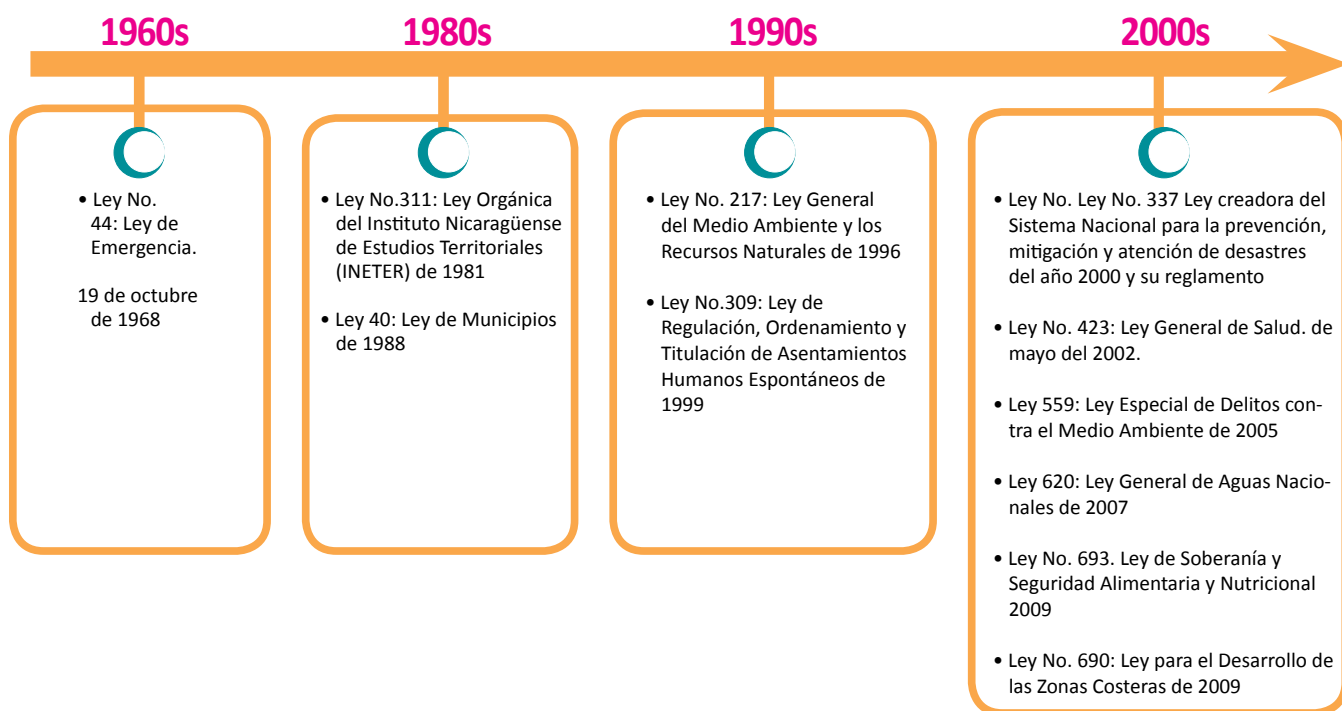 1960s
1980s
1990s
2000s
• Ley No.
44: Ley de
Emergencia.
19 de octubre
de 1968
• Ley No.311: Ley Orgánica
del Instituto Nicaragüense
de Estudios Territoriales
(INETER) de 1981
• Ley 40: Ley de Municipios
de 1988
• Ley No. 217: Ley General
del Medio Ambiente y los
Recursos Naturales de 1996
• Ley No.309: Ley de
Regulación, Ordenamiento y
Titulación de Asentamientos
Humanos Espontáneos de
1999
• Ley No. Ley No. 337 Ley creadora del
Sistema Nacional para la prevención,
mitigación y atención de desastres
del año 2000 y su reglamento
• Ley No. 423: Ley General de Salud. de
mayo del 2002.
• Ley 559: Ley Especial de Delitos con-
tra el Medio Ambiente de 2005
• Ley 620: Ley General de Aguas Nacio-
nales de 2007
• Ley No. 693. Ley de Soberanía y
Seguridad Alimentaria y Nutricional
2009
• Ley No. 690: Ley para el Desarrollo de
las Zonas Costeras de 2009